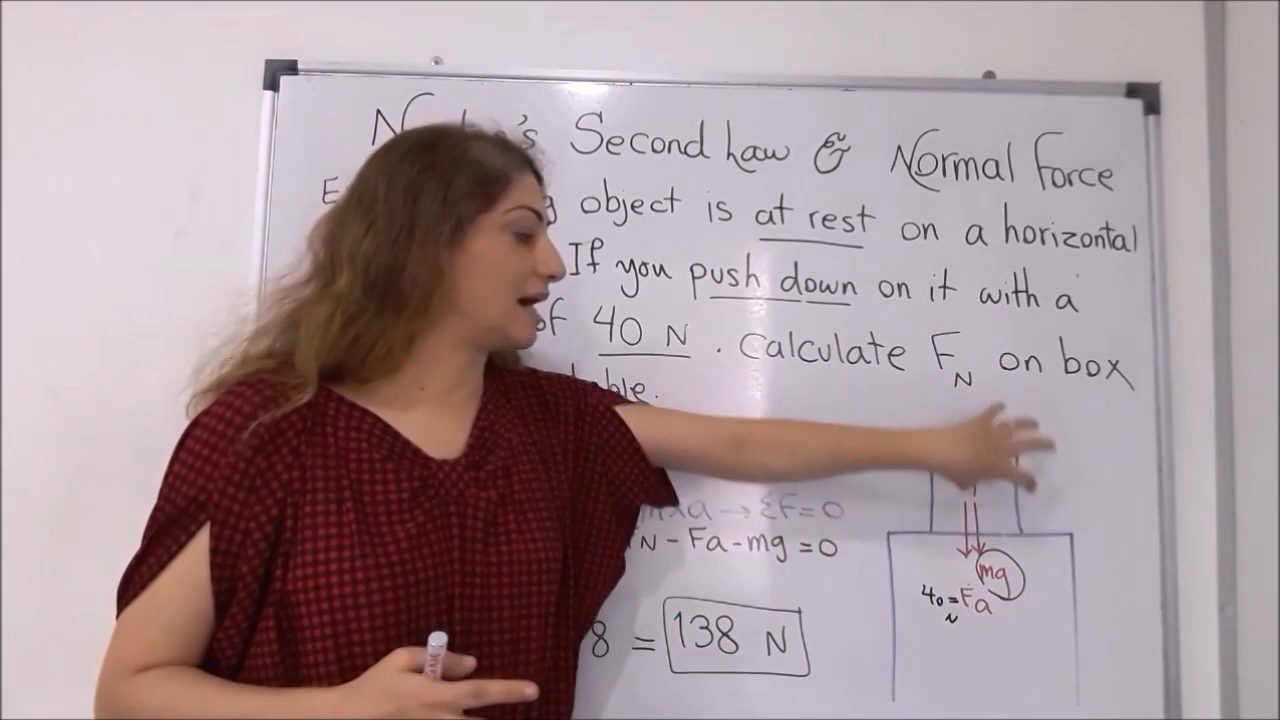 Second Law & Normal Force
object is at rest on a horizontal
If you push down on it with a
of 40 N. Calculate F_N on box
ma → ΣF=0
N - Fa - mg = 0
mg
40 = Fa
N
8 = 138 N